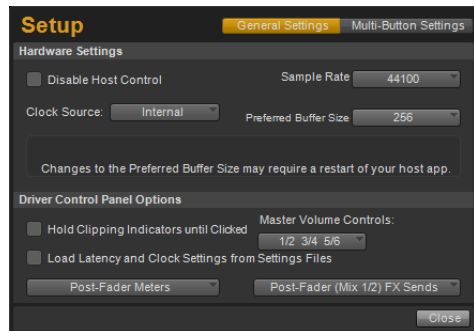 Setup
General Settings
Multi-Button Settings
Hardware Settings
Disable Host Control
Sample Rate
44100
Clock Source:
Internal
Preferred Buffer Size
256
Changes to the Preferred Buffer Size may require a restart of your host app.
Driver Control Panel Options
Hold Clipping Indicators until Clicked
Master Volume Controls:
1/2 3/4 5/6
Load Latency and Clock Settings from Settings Files
Post-Fader Meters
Post-Fader (Mix 1/2) FX Sends
Close